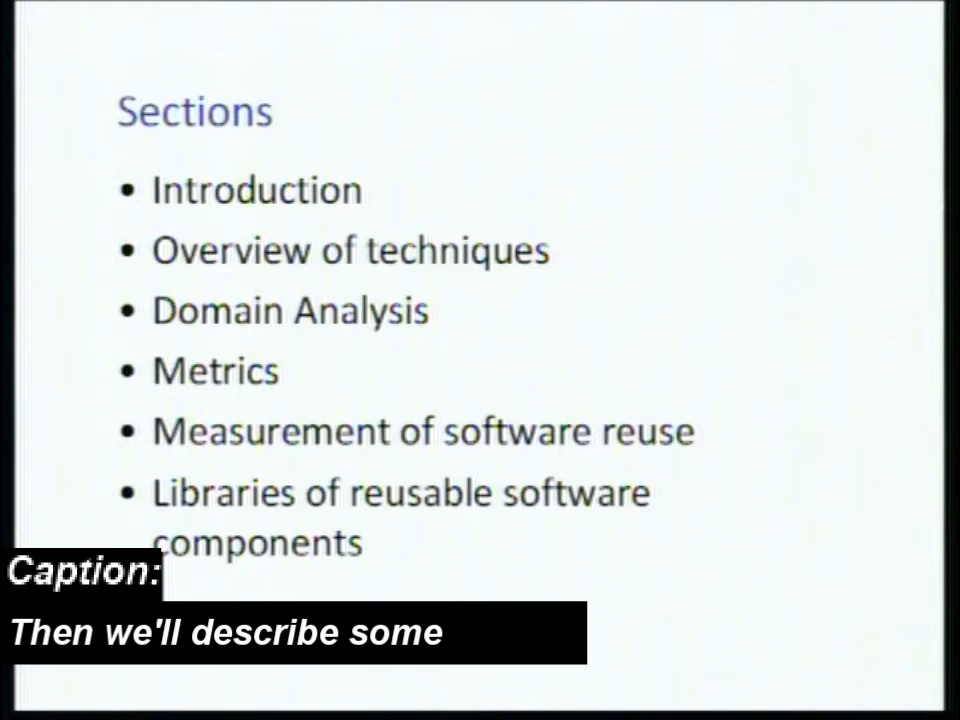 Sections
• Introduction
• Overview of techniques
• Domain Analysis
• Metrics
• Measurement of software reuse
• Libraries of reusable software
components
Caption:
Then we'll describe some